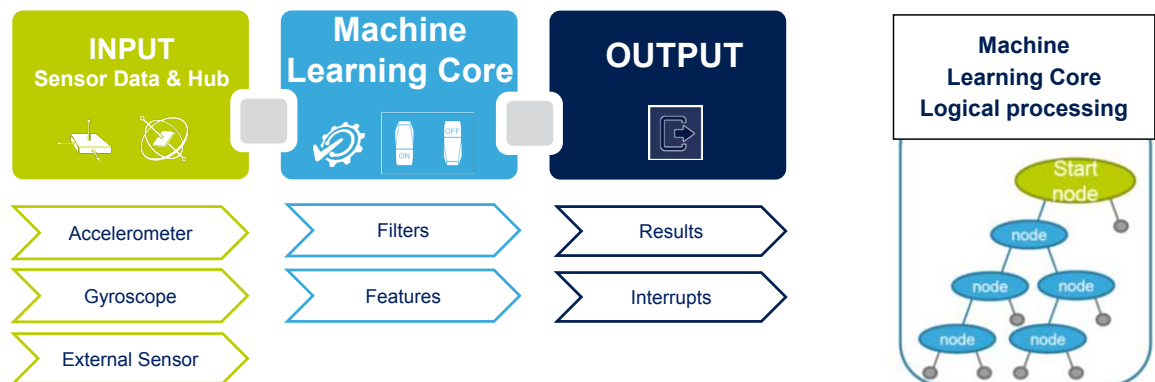 INPUT
Sensor Data & Hub
Machine
Learning Core
ON
OFF
OUTPUT
Accelerometer
Gyroscope
External Sensor
Filters
Features
Results
Interrupts
Machine
Learning Core
Logical processing
Start
node
node
node
node
node
node